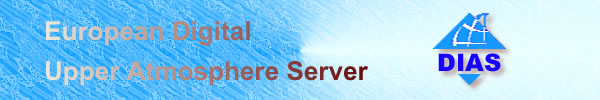 European Digital
Upper Atmosphere Server
DIAS